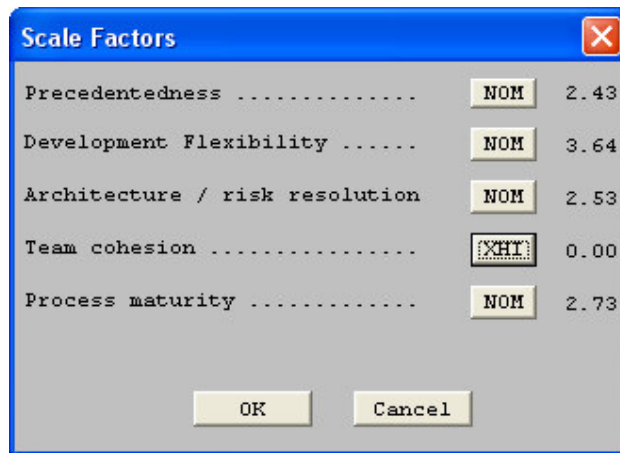 Scale Factors
Precedentedness .............. NOM 2.43
Development Flexibility ...... NOM 3.64
Architecture / risk resolution NOM 2.53
Team cohesion ................ XHI 0.00
Process maturity ............. NOM 2.73
OK Cancel